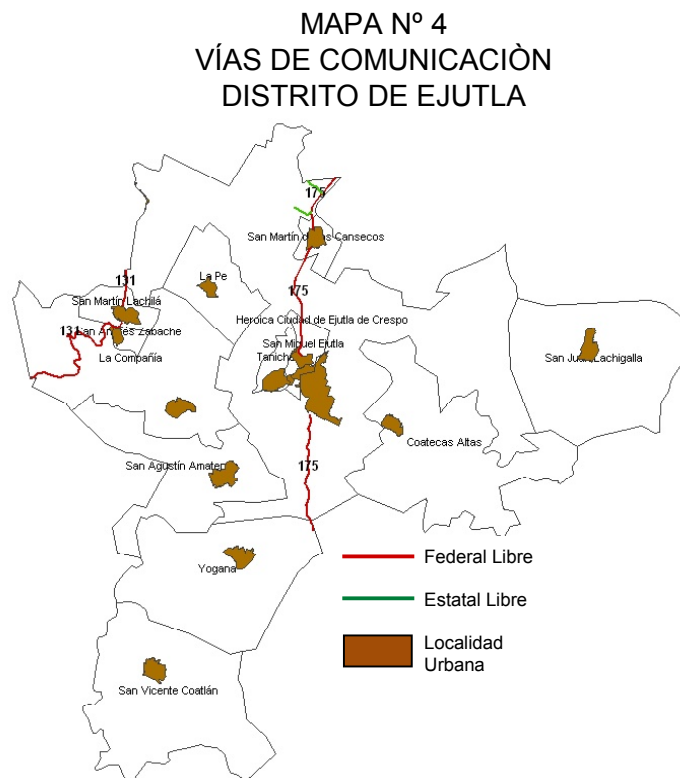 MAPA Nº 4
VÍAS DE COMUNICACIÒN
DISTRITO DE EJUTLA
175
San Martín de los Cansecos
La Pe
131
175
San Martín Lachilá
Heroica Ciudad de Ejutla de Crespo
131
San Andrés Zabache
San Miguel Ejutla
La Compañía
Taniche
San Juan Lachigalla
Coatecas Altas
San Agustín Amatengo
175
Federal Libre
Yogana
Estatal Libre
Localidad
Urbana
San Vicente Coatlán